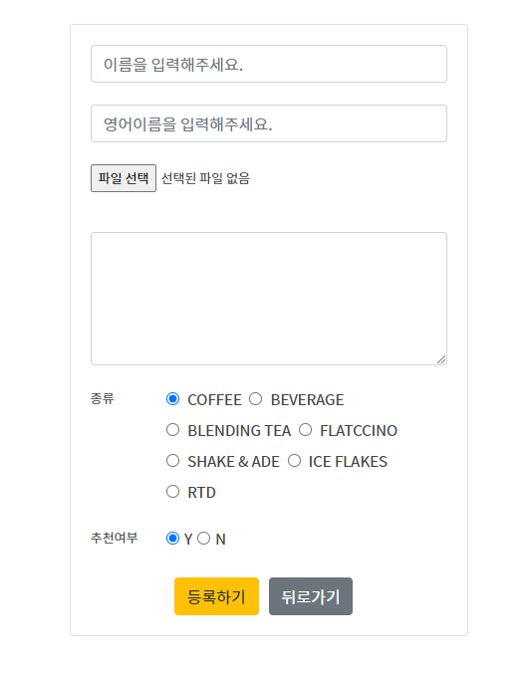 이름을 입력해주세요.
영어이름을 입력해주세요.
파일 선택 선택된 파일 없음
종류 COFFEE BEVERAGE
BLENDING TEA FLATCCINO
SHAKE & ADE ICE FLAKES
RTD
추천여부 Y N
등록하기 뒤로가기